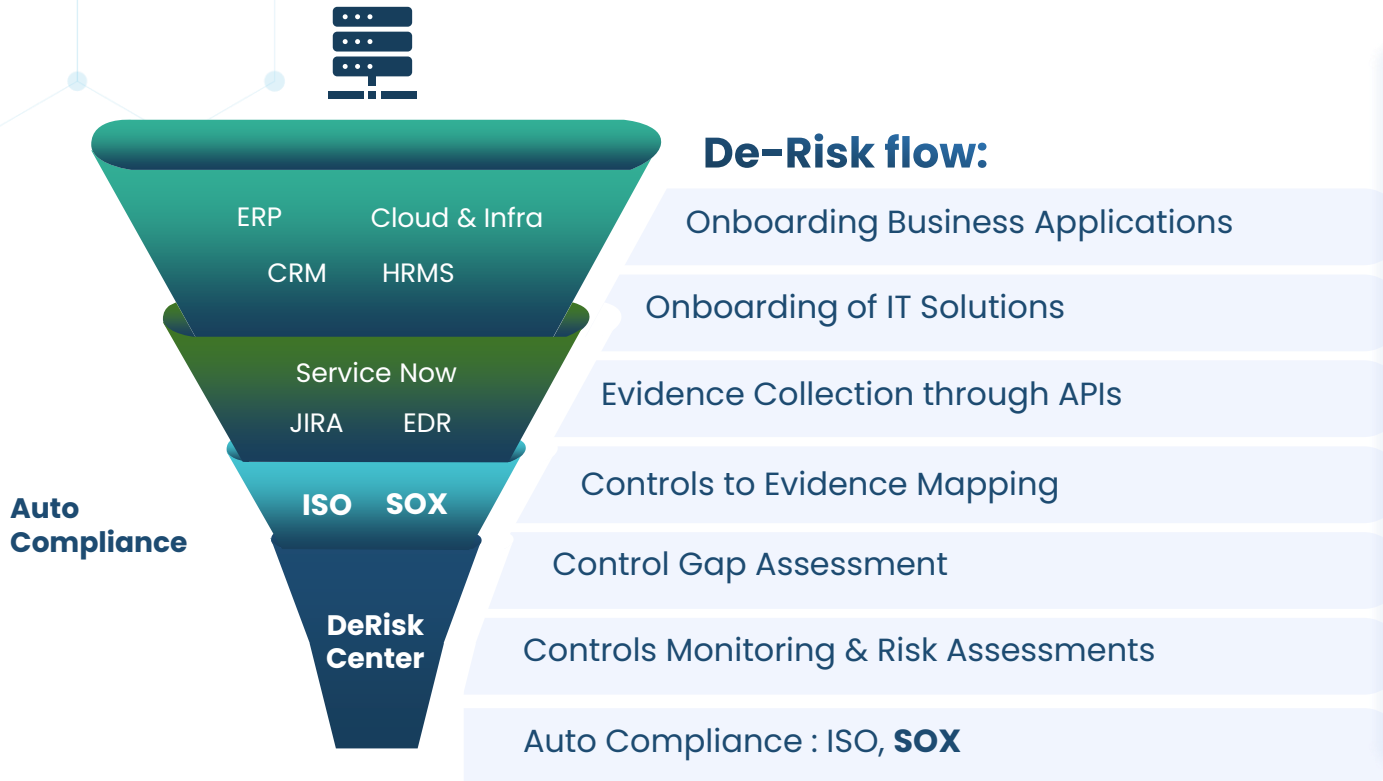 ERP Cloud & Infra
CRM HRMS
Service Now
JIRA EDR
ISO SOX
Auto
Compliance
DeRisk
Center
De-Risk flow:
Onboarding Business Applications
Onboarding of IT Solutions
Evidence Collection through APIs
Controls to Evidence Mapping
Control Gap Assessment
Controls Monitoring & Risk Assessments
Auto Compliance : ISO, SOX